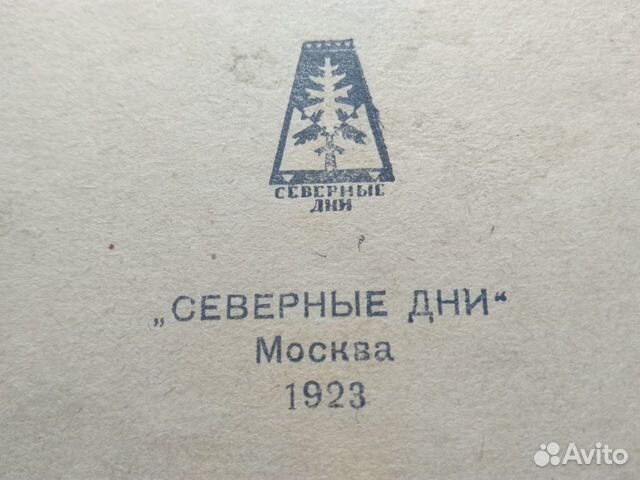 СЕВЕРНЫЕ
ДНИ
„СЕВЕРНЫЕ ДНИ“
Москва
1923
Avito